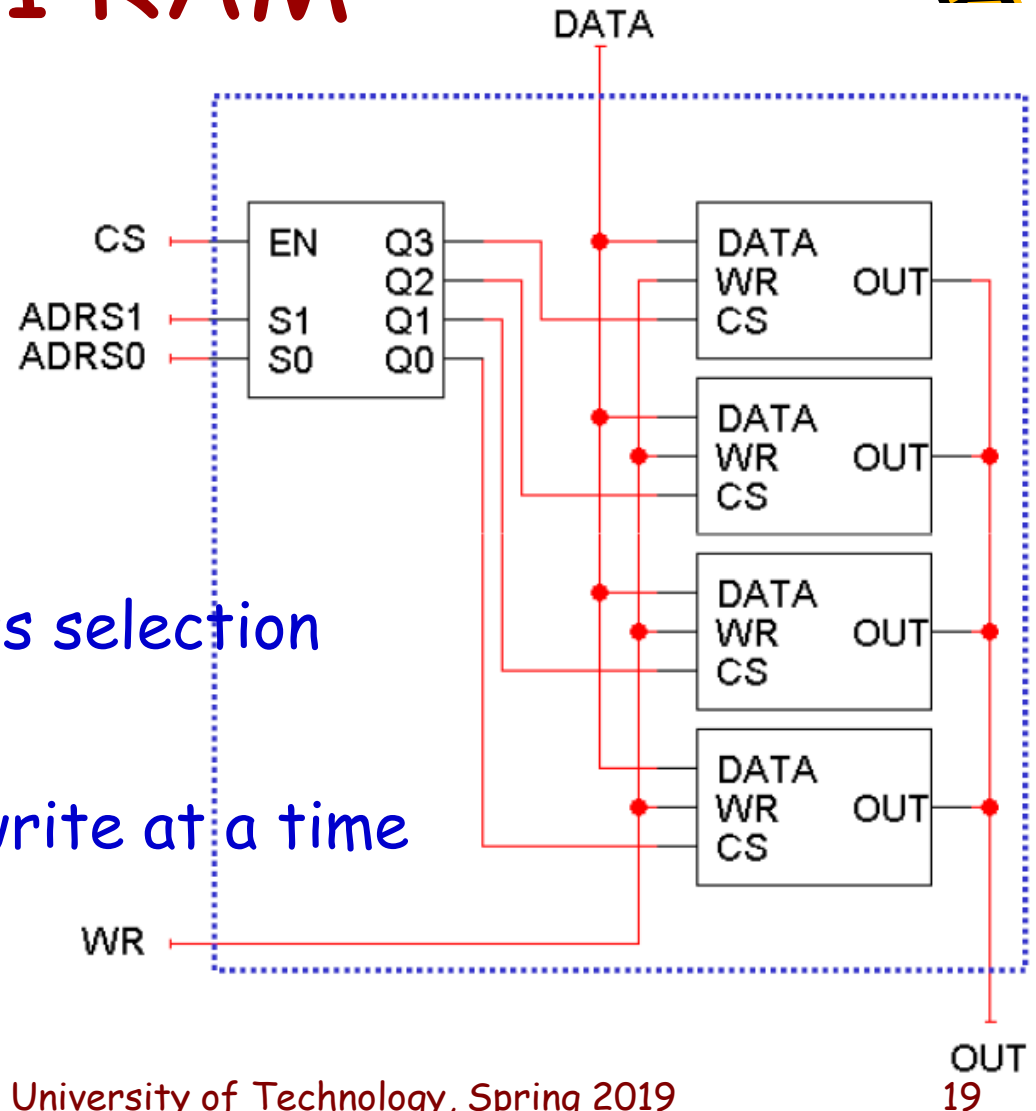 RAM
DATA
CS
ADRS1
ADRS0
EN Q3
Q2
S1 Q1
S0 Q0
DATA
WR OUT
CS
DATA
WR OUT
CS
DATA
WR OUT
CS
DATA
WR OUT
CS
selection
write at a time
WR
OUT
University of Technology, Spring 2019 19